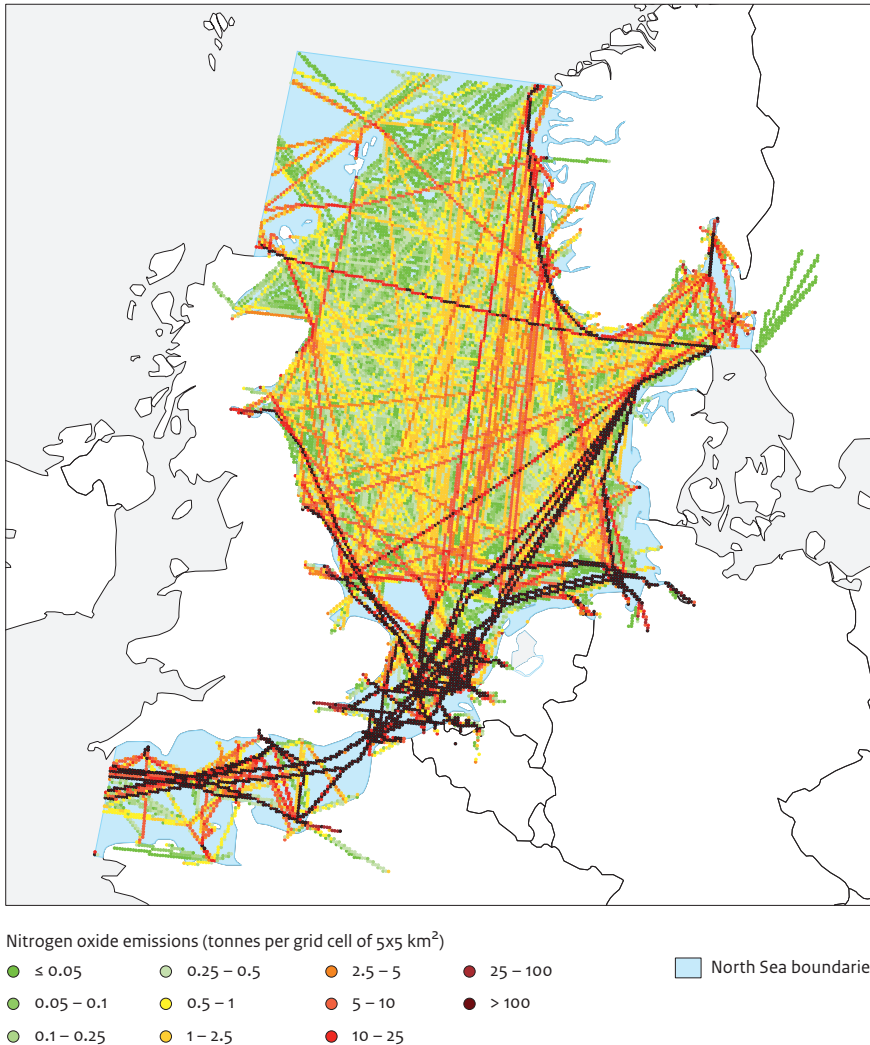 Nitrogen oxide emissions (tonnes per grid cell of 5x5 km²)
≤ 0.05
0.25 – 0.5
2.5 – 5
25 – 100
North Sea boundarie
0.05 – 0.1
0.5 – 1
5 – 10
> 100
0.1 – 0.25
1 – 2.5
10 – 25